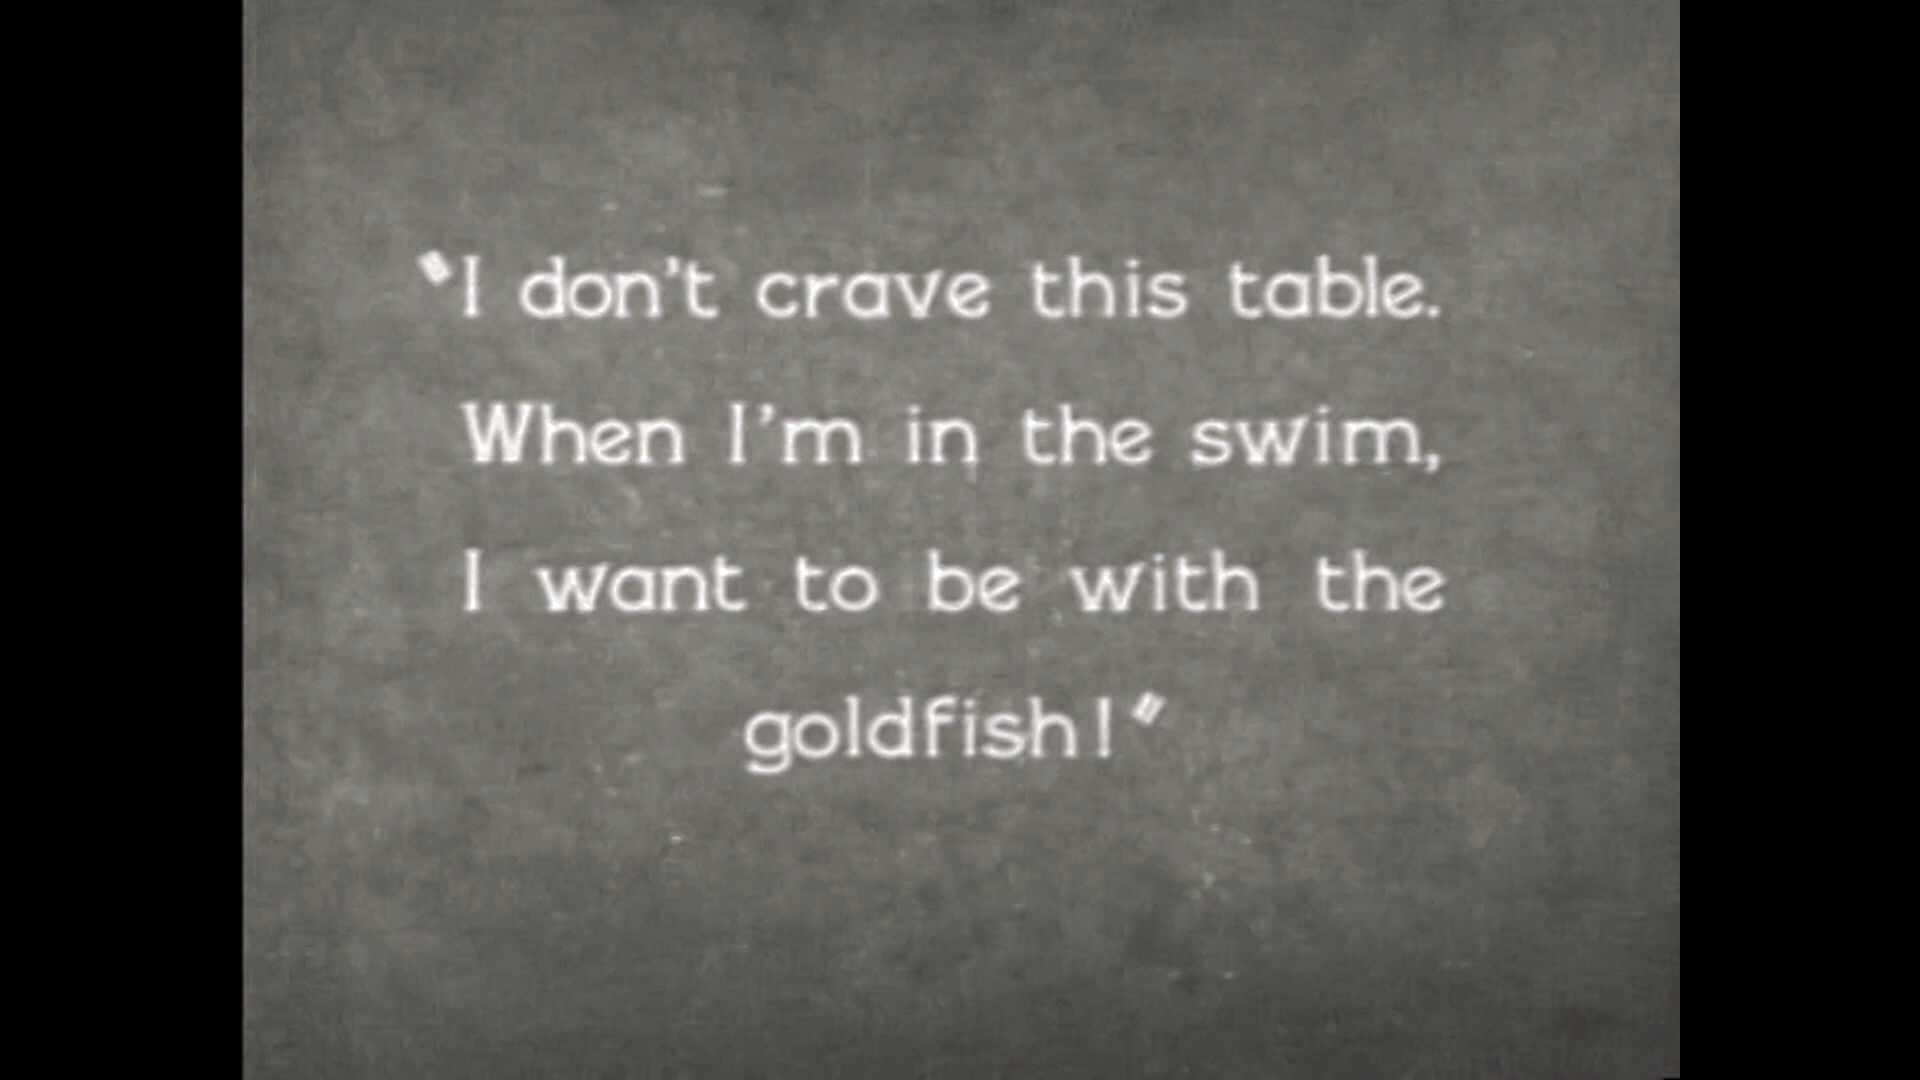 "I don't crave this table.
When I'm in the swim,
I want to be with the
goldfish!"